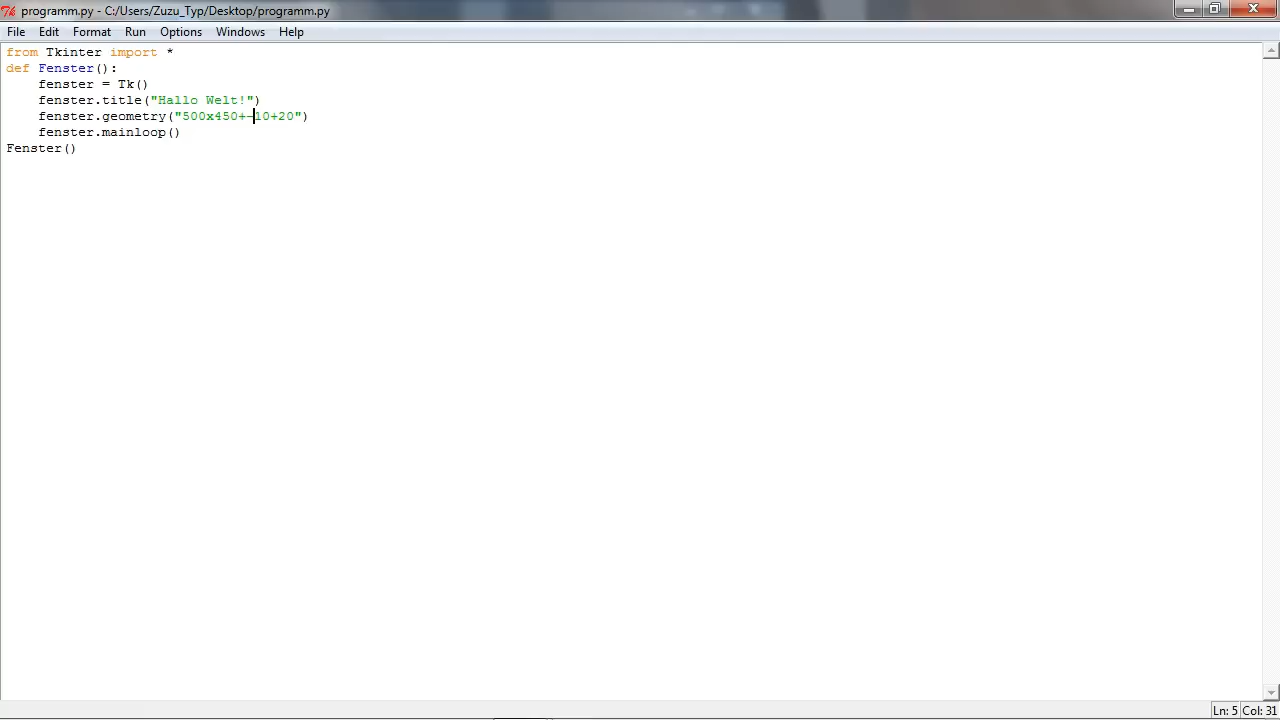 programm.py - C:/Users/Zuzu_Typ/Desktop/programm.py
File Edit Format Run Options Windows Help
from Tkinter import *
def Fenster():
    fenster = Tk()
    fenster.title("Hallo Welt!")
    fenster.geometry("500x450+-10+20")
    fenster.mainloop()
Fenster()
Ln: 5 Col: 31